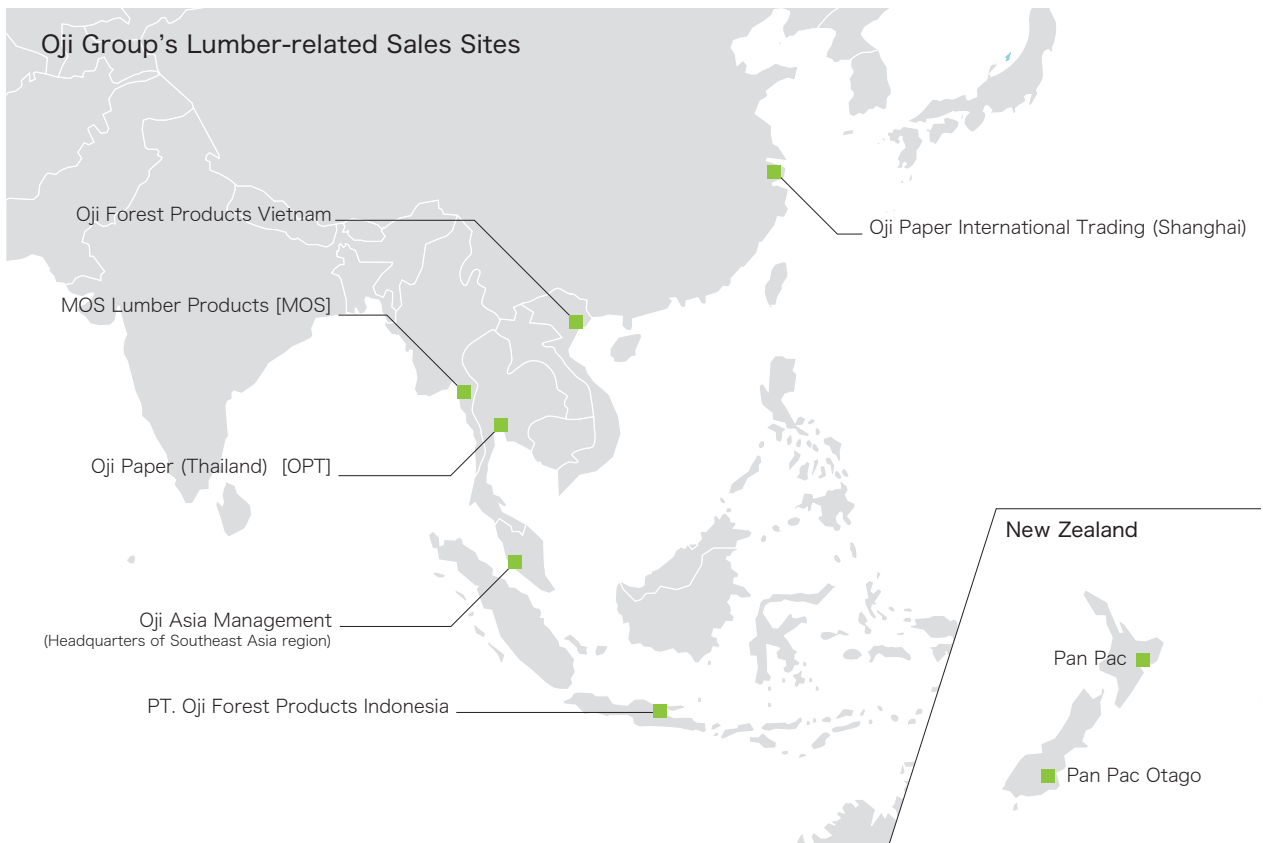 Oji Group’s Lumber-related Sales Sites
Oji Forest Products Vietnam
Oji Paper International Trading (Shanghai)
MOS Lumber Products [MOS]
Oji Paper (Thailand) [OPT]
New Zealand
Oji Asia Management
(Headquarters of Southeast Asia region)
Pan Pac
PT. Oji Forest Products Indonesia
Pan Pac Otago